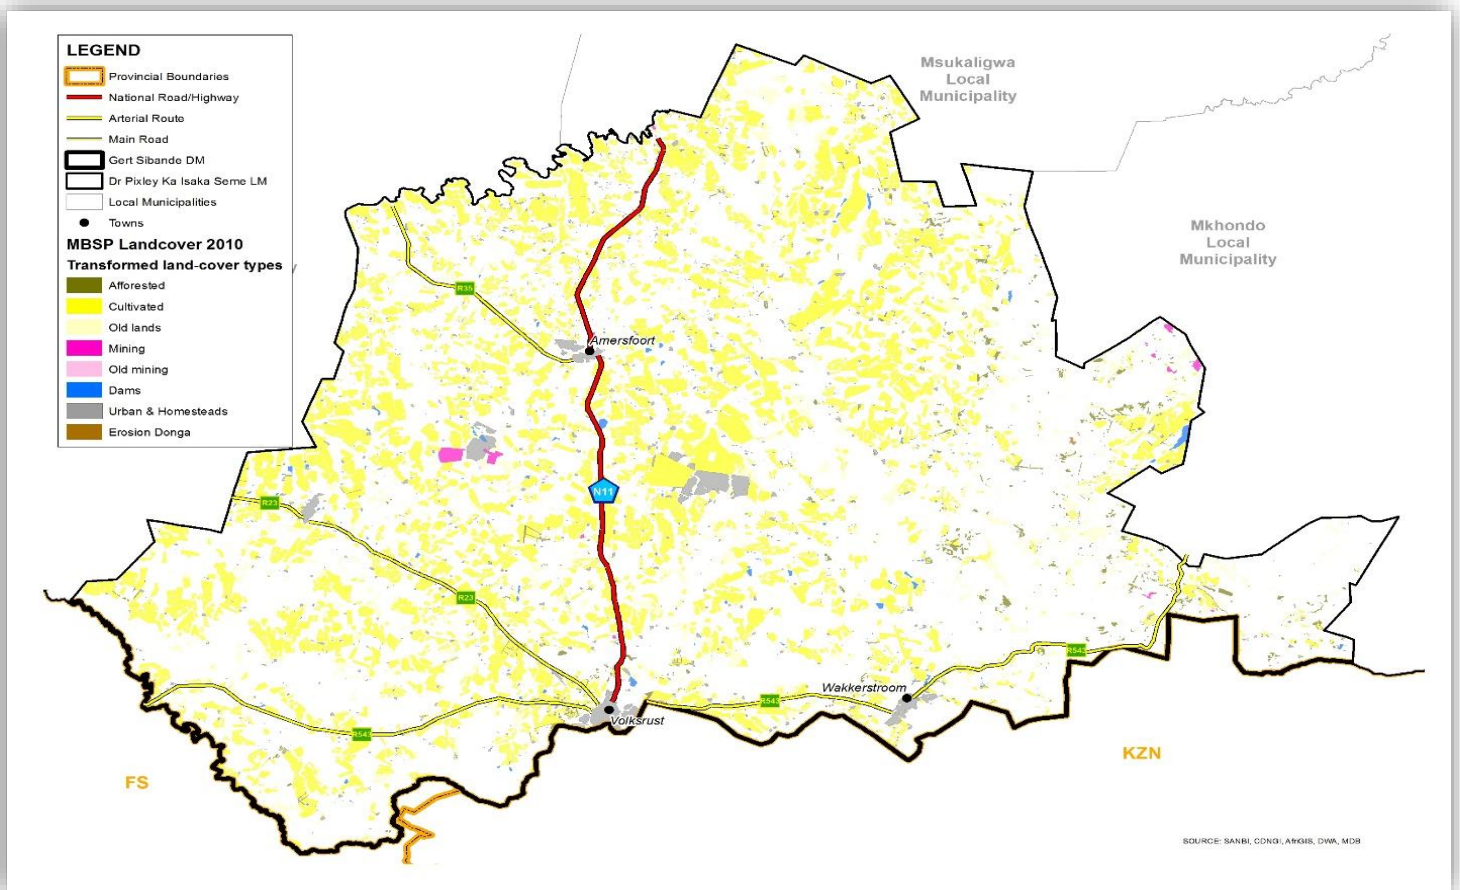 LEGEND
Provincial Boundaries
National Road/Highway
Arterial Route
Main Road
Gert Sibande DM
Dr Pixley Ka Isaka Seme LM
Local Municipalities
Towns
MBSP Landcover 2010
Transformed land-cover types
Afforested
Cultivated
Old lands
Mining
Old mining
Dams
Urban & Homesteads
Erosion Donga
Msukaligwa
Local
Municipality
Mkhondo
Local
Municipality
R35
Amersfoort
N11
R23
R23
R543
Wakkerstroom
R543
Volksrust
R543
FS
KZN
SOURCE: SANBI, CDNGI, AfriGIS, DWA, MDB